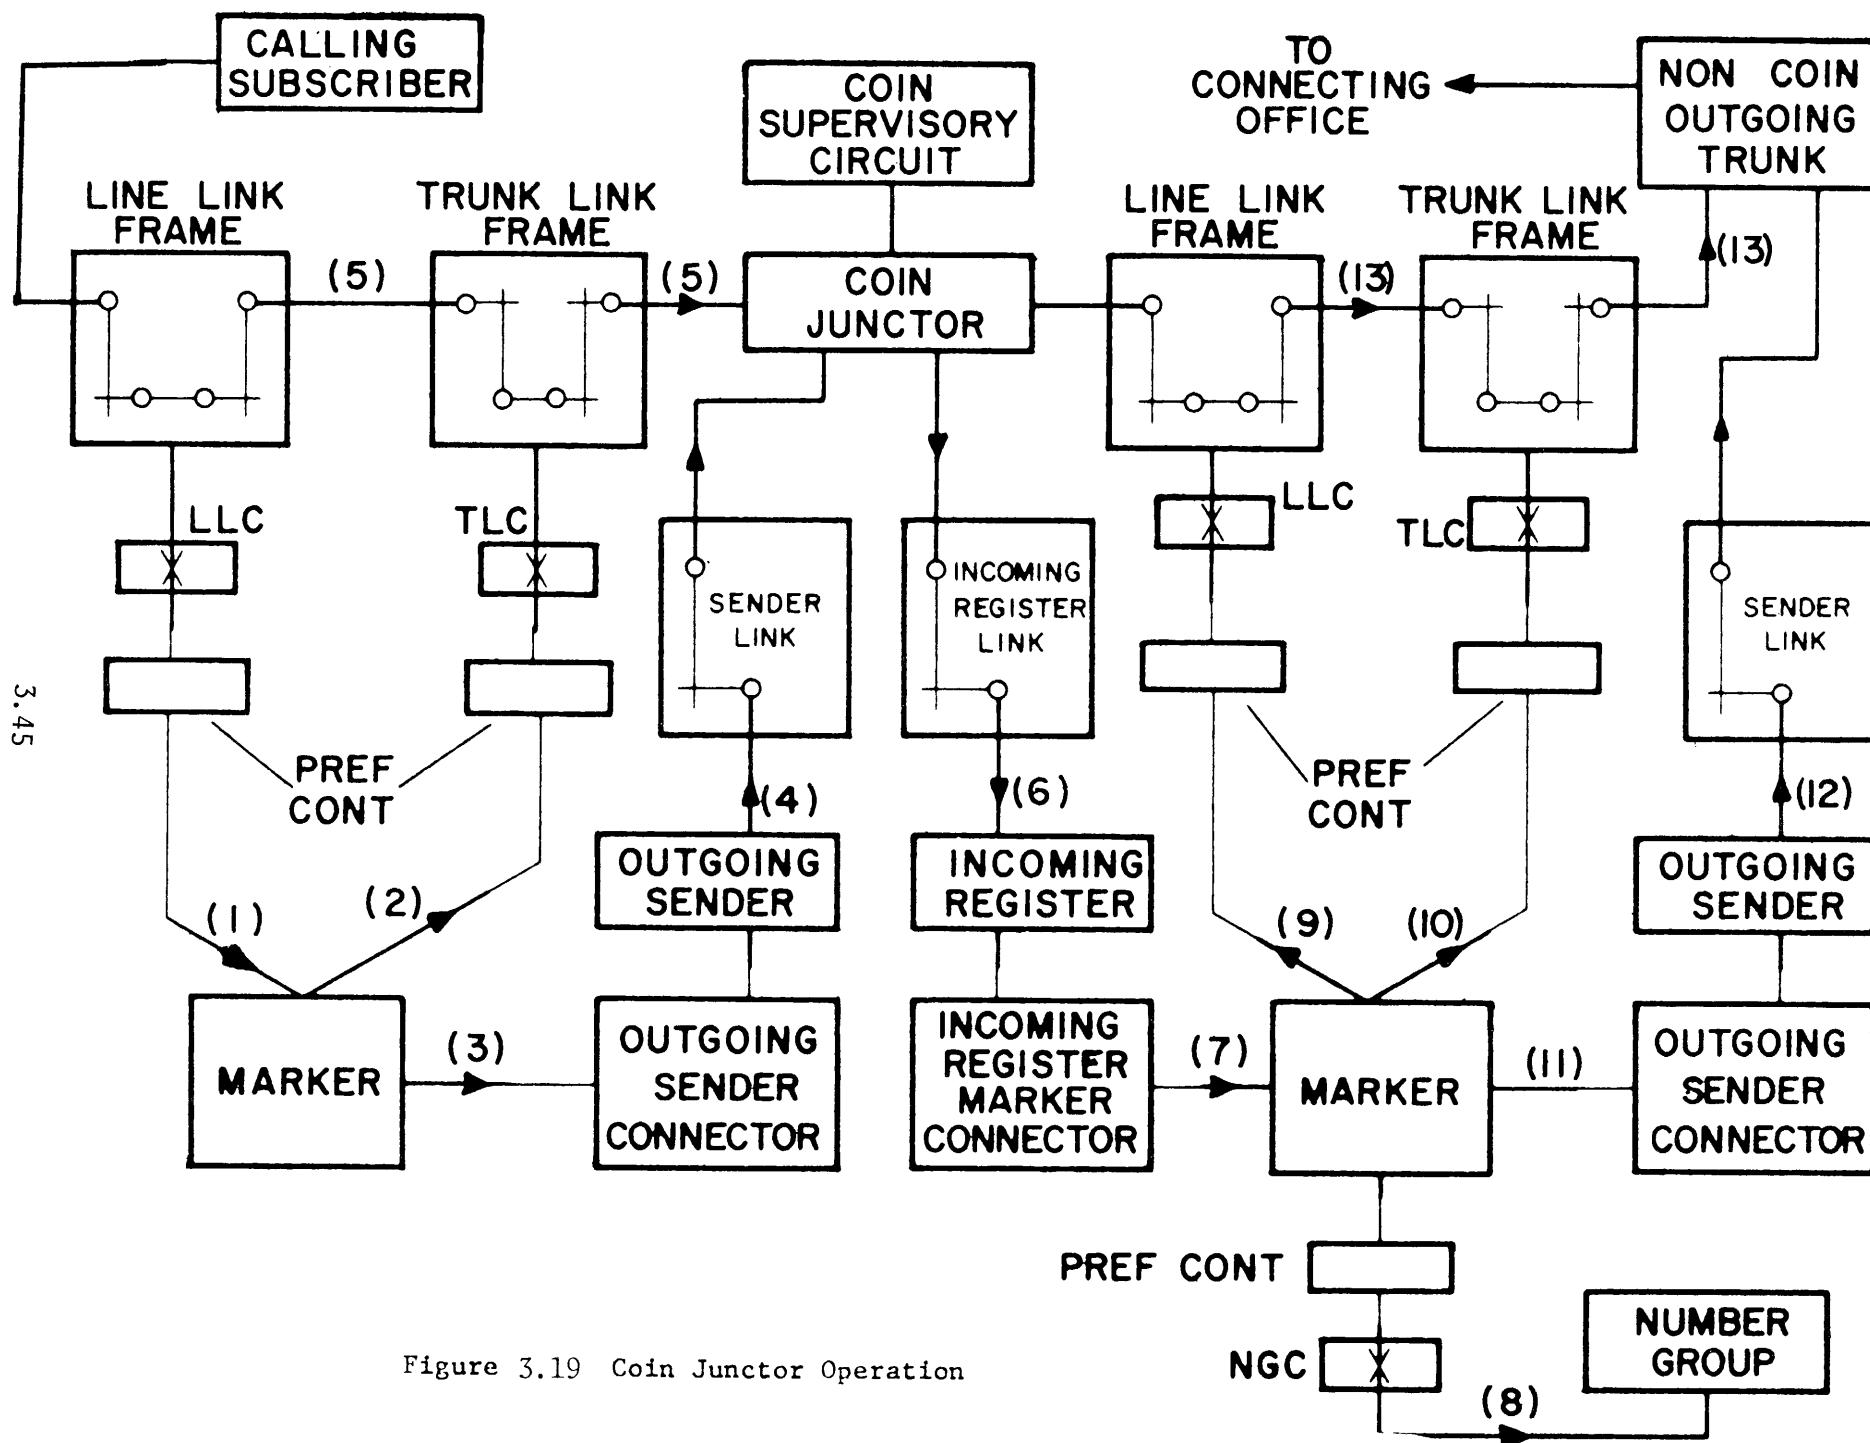 CALLING
SUBSCRIBER
COIN
SUPERVISORY
CIRCUIT
TO
CONNECTING
OFFICE
NON COIN
OUTGOING
TRUNK
LINE LINK
FRAME
TRUNK LINK
FRAME
LINE LINK
FRAME
TRUNK LINK
FRAME
(5)
(5)
COIN
JUNCTOR
(13)
(13)
LLC
TLC
LLC
TLC
SENDER
LINK
INCOMING
REGISTER
LINK
SENDER
LINK
3.45
PREF
CONT
PREF
CONT
(4)
(6)
(12)
OUTGOING
SENDER
INCOMING
REGISTER
OUTGOING
SENDER
(1)
(2)
(9)
(10)
MARKER
(3)
OUTGOING
SENDER
CONNECTOR
INCOMING
REGISTER
MARKER
CONNECTOR
(7)
MARKER
(11)
OUTGOING
SENDER
CONNECTOR
PREF CONT
NGC
NUMBER
GROUP
(8)
Figure 3.19 Coin Junctor Operation